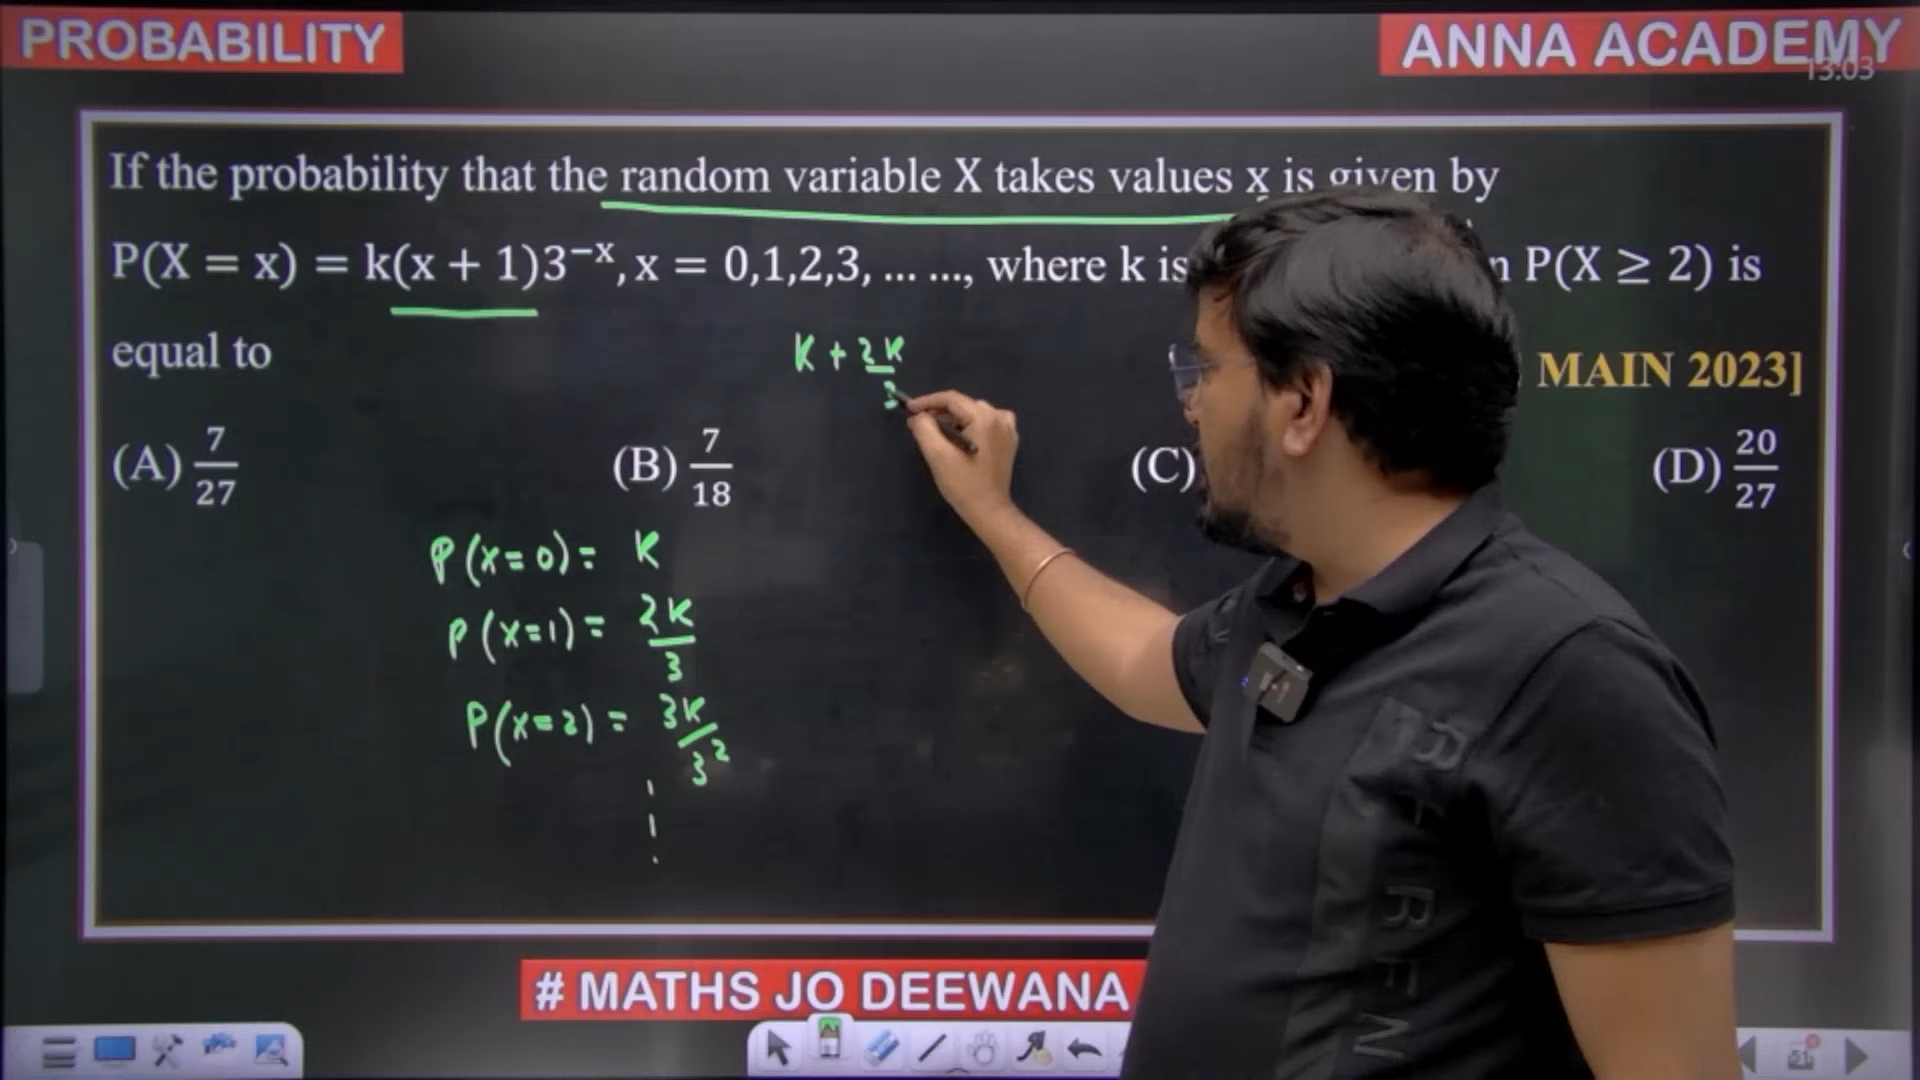 PROBABILITY
ANNA ACADEMY
13:03
If the probability that the random variable X takes values x is given by
P(X = x) = k(x + 1)3⁻ˣ, x = 0,1,2,3, ... ..., where k is P(X ≥ 2) is
equal to
K + 2K/3
MAIN 2023]
(A) 7/27
(B) 7/18
(C)
(D) 20/27
P(x=0) = K
P(x=1) = 2K/3
P(x=2) = 3K/3²
# MATHS JO DEEWANA